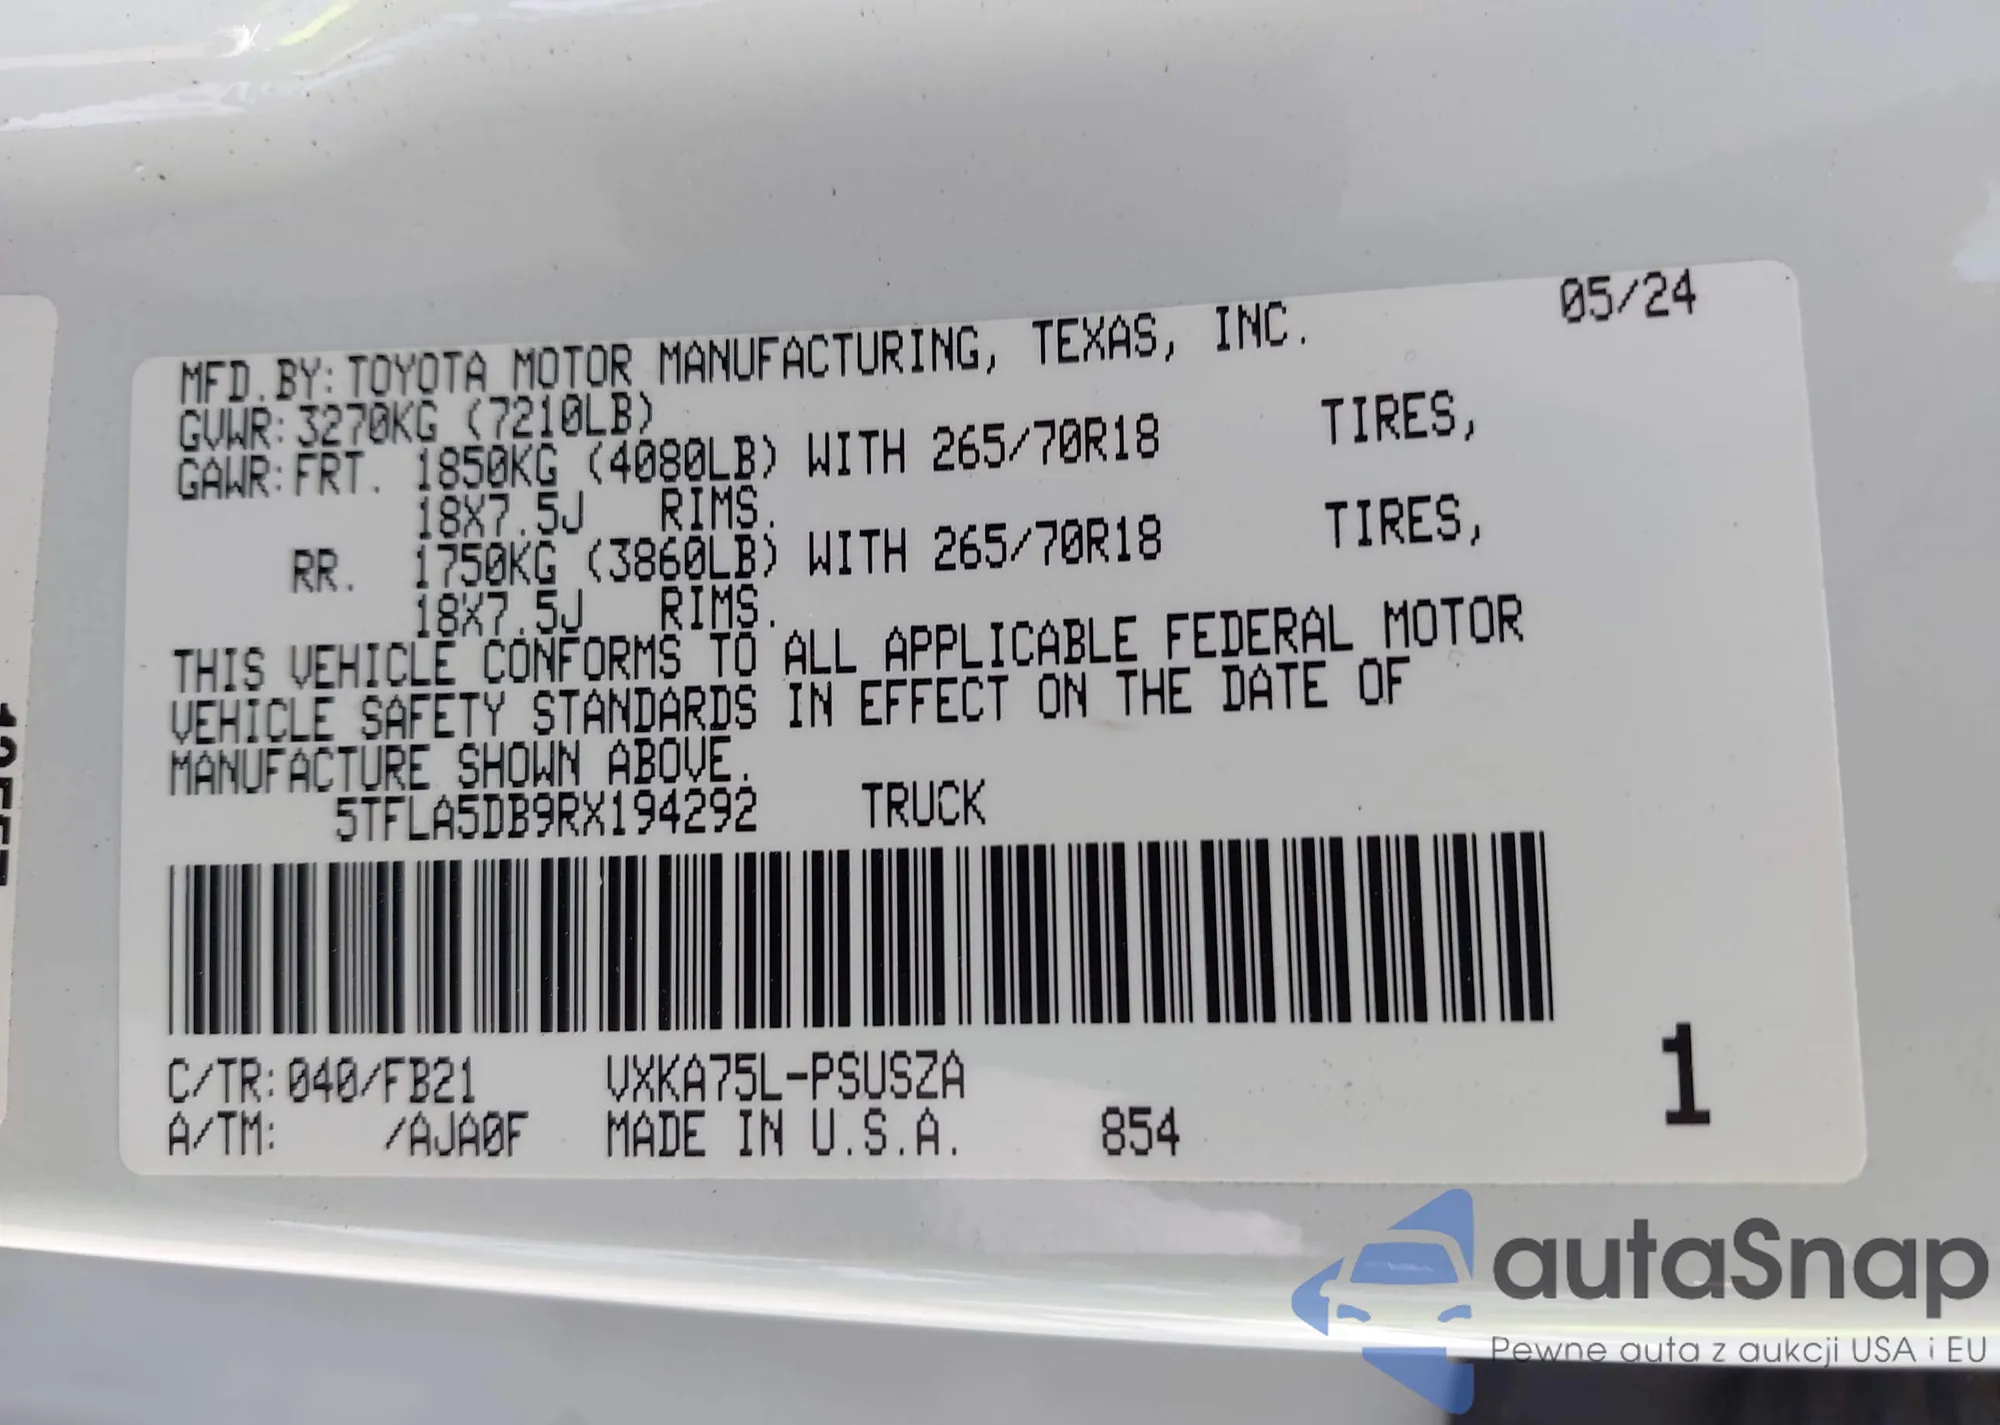 05/24
MFD.BY:TOYOTA MOTOR MANUFACTURING, TEXAS, INC.
GVWR:3270KG (7210LB)
GAWR:FRT. 1850KG (4080LB) WITH 265/70R18 TIRES,
18X7.5J RIMS.
RR. 1750KG (3860LB) WITH 265/70R18 TIRES,
18X7.5J RIMS.
THIS VEHICLE CONFORMS TO ALL APPLICABLE FEDERAL MOTOR
VEHICLE SAFETY STANDARDS IN EFFECT ON THE DATE OF
MANUFACTURE SHOWN ABOVE.
5TFLA5DB9RX194292 TRUCK
C/TR:040/FB21 VXKA75L-PSUSZA
A/TM: /AJA0F MADE IN U.S.A. 854
1
autaSnap
Pewne auta z aukcji USA i EU